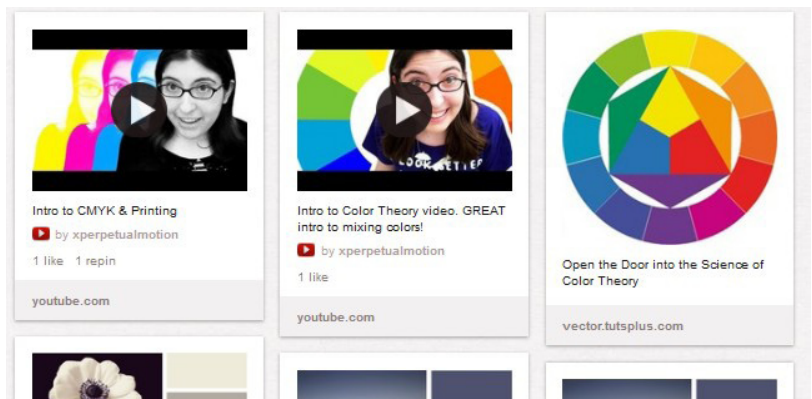 Intro to CMYK & Printing
by xperpetualmotion
1 like 1 repin
youtube.com
Intro to Color Theory video. GREAT
intro to mixing colors!
by xperpetualmotion
1 like
youtube.com
Open the Door into the Science of
Color Theory
vector.tutsplus.com